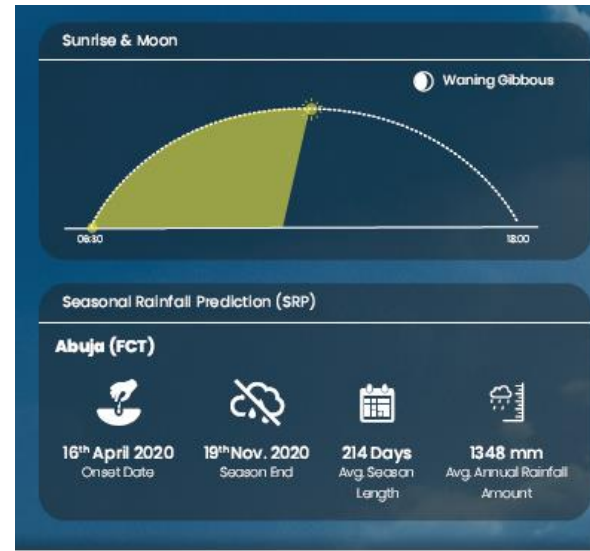 Sunrise & Moon
Waning Gibbous
06:30
18:00
Seasonal Rainfall Prediction (SRP)
Abuja (FCT)
16th April 2020
Onset Date
19th Nov. 2020
Season End
214 Days
Avg. Season
Length
1348 mm
Avg. Annual Rainfall
Amount